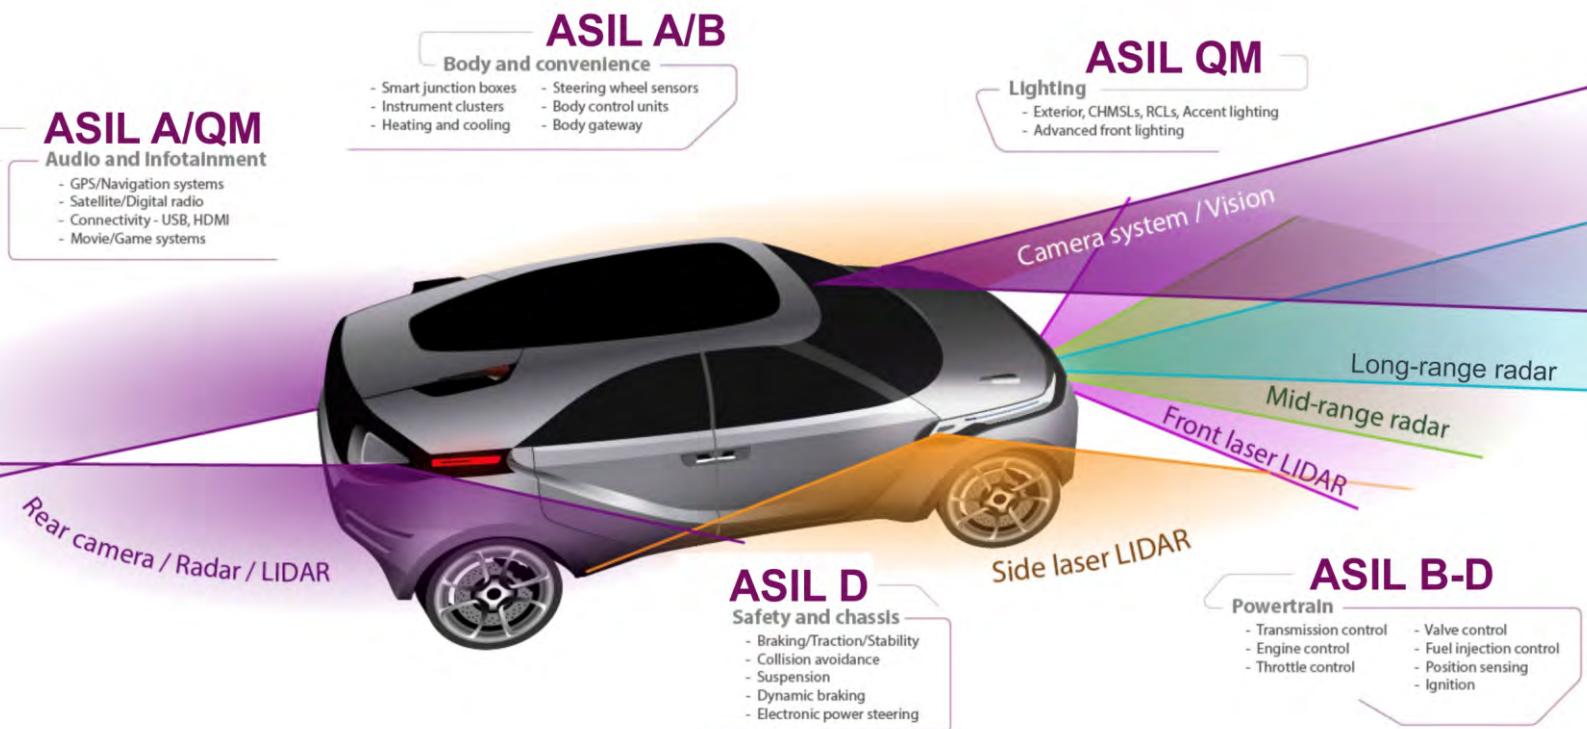 ASIL A/QM
Audio and Infotainment
- GPS/Navigation systems
- Satellite/Digital radio
- Connectivity - USB, HDMI
- Movie/Game systems
ASIL A/B
Body and convenience
- Smart junction boxes
- Instrument clusters
- Heating and cooling
- Steering wheel sensors
- Body control units
- Body gateway
ASIL QM
Lighting
- Exterior, CHMSLs, RCLs, Accent lighting
- Advanced front lighting
Camera system / Vision
Long-range radar
Mid-range radar
Front laser LIDAR
Side laser LIDAR
Rear camera / Radar / LIDAR
ASIL D
Safety and chassis
- Braking/Traction/Stability
- Collision avoidance
- Suspension
- Dynamic braking
- Electronic power steering
ASIL B-D
Powertrain
- Transmission control
- Engine control
- Throttle control
- Valve control
- Fuel injection control
- Position sensing
- Ignition